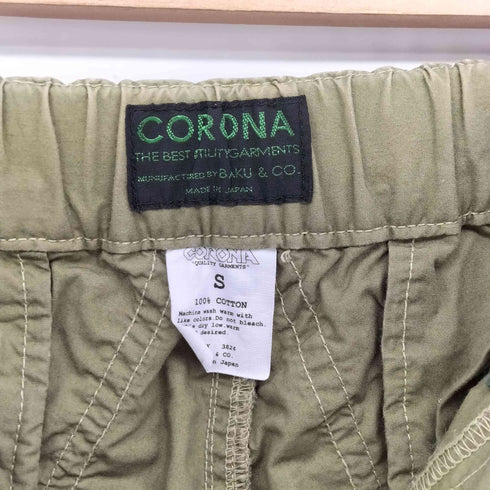 CORONA
THE BEST UTILITY GARMENTS
MUNUFACTIRED BY BAKU & CO.
MADE IN JAPAN
CORONA
"QUALITY GARMENTS"
S
100% COTTON
Machine wash warm with
like colors.Do not bleach.
dry low.warm
desired.
3824
& CO.
Japan